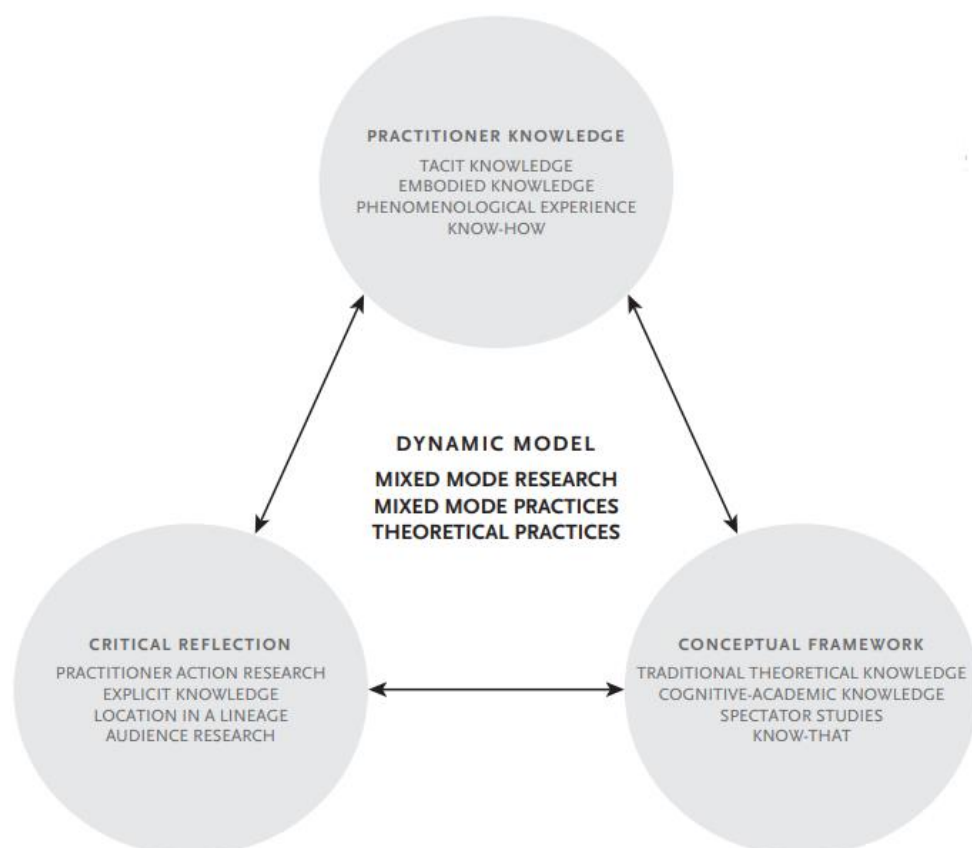 PRACTITIONER KNOWLEDGE
TACIT KNOWLEDGE
EMBODIED KNOWLEDGE
PHENOMENOLOGICAL EXPERIENCE
KNOW-HOW
DYNAMIC MODEL
MIXED MODE RESEARCH
MIXED MODE PRACTICES
THEORETICAL PRACTICES
CRITICAL REFLECTION
PRACTITIONER ACTION RESEARCH
EXPLICIT KNOWLEDGE
LOCATION IN A LINEAGE
AUDIENCE RESEARCH
CONCEPTUAL FRAMEWORK
TRADITIONAL THEORETICAL KNOWLEDGE
COGNITIVE-ACADEMIC KNOWLEDGE
SPECTATOR STUDIES
KNOW-THAT